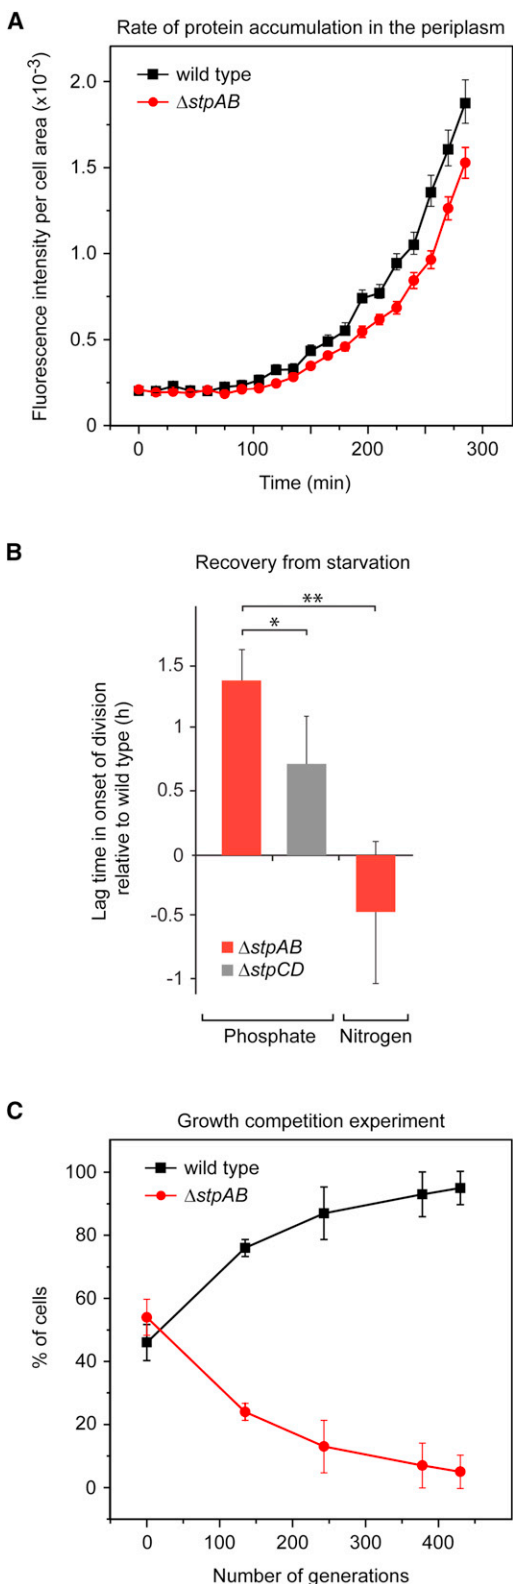 A
Rate of protein accumulation in the periplasm
Fluorescence intensity per cell area (x10-3)
2.0
1.5
1.0
0.5
0
wild type
ΔstpAB
0
100
200
300
Time (min)
B
Recovery from starvation
**
*
Lag time in onset of division
relative to wild type (h)
1.5
1
0.5
0
-0.5
-1
ΔstpAB
ΔstpCD
Phosphate
Nitrogen
C
Growth competition experiment
% of cells
100
80
60
40
20
0
wild type
ΔstpAB
0
100
200
300
400
Number of generations